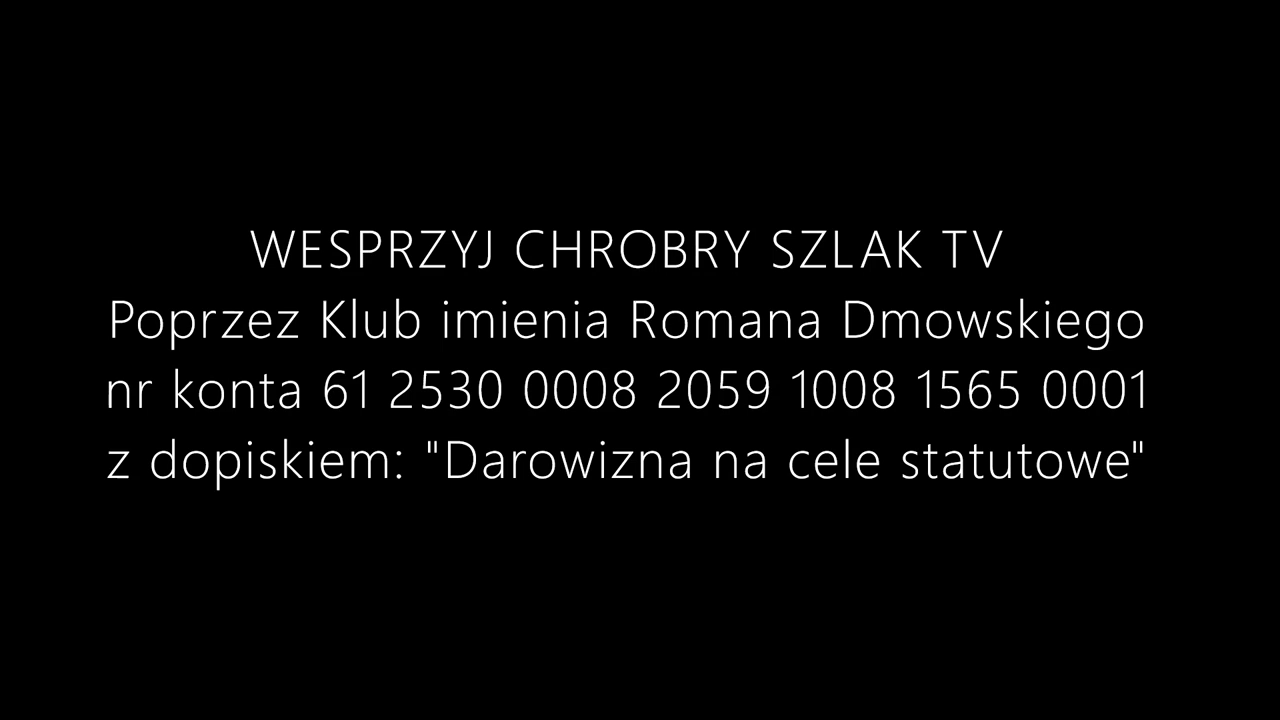 WESPRZYJ CHROBRY SZLAK TV
Poprzez Klub imienia Romana Dmowskiego
nr konta 61 2530 0008 2059 1008 1565 0001
z dopiskiem: "Darowizna na cele statutowe"